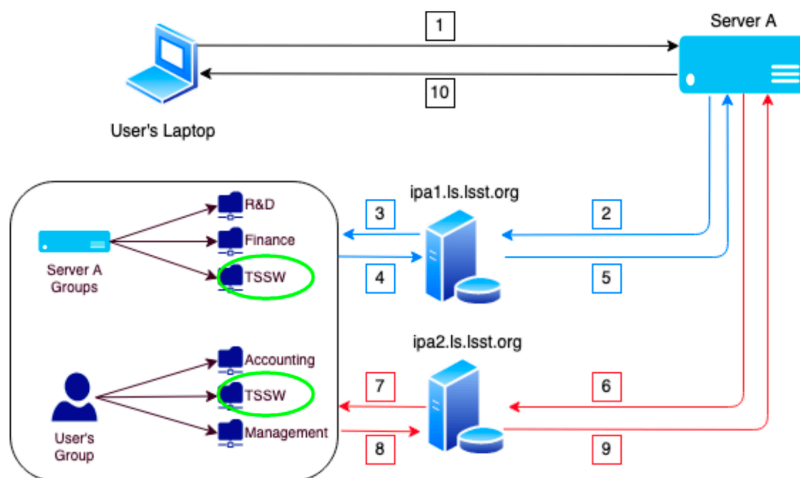 Server A
1
10
User's Laptop
ipa1.ls.lsst.org
R&D
3
2
Finance
Server A
Groups
TSSW
4
5
ipa2.ls.lsst.org
Accounting
7
6
TSSW
User's
Group
Management
8
9